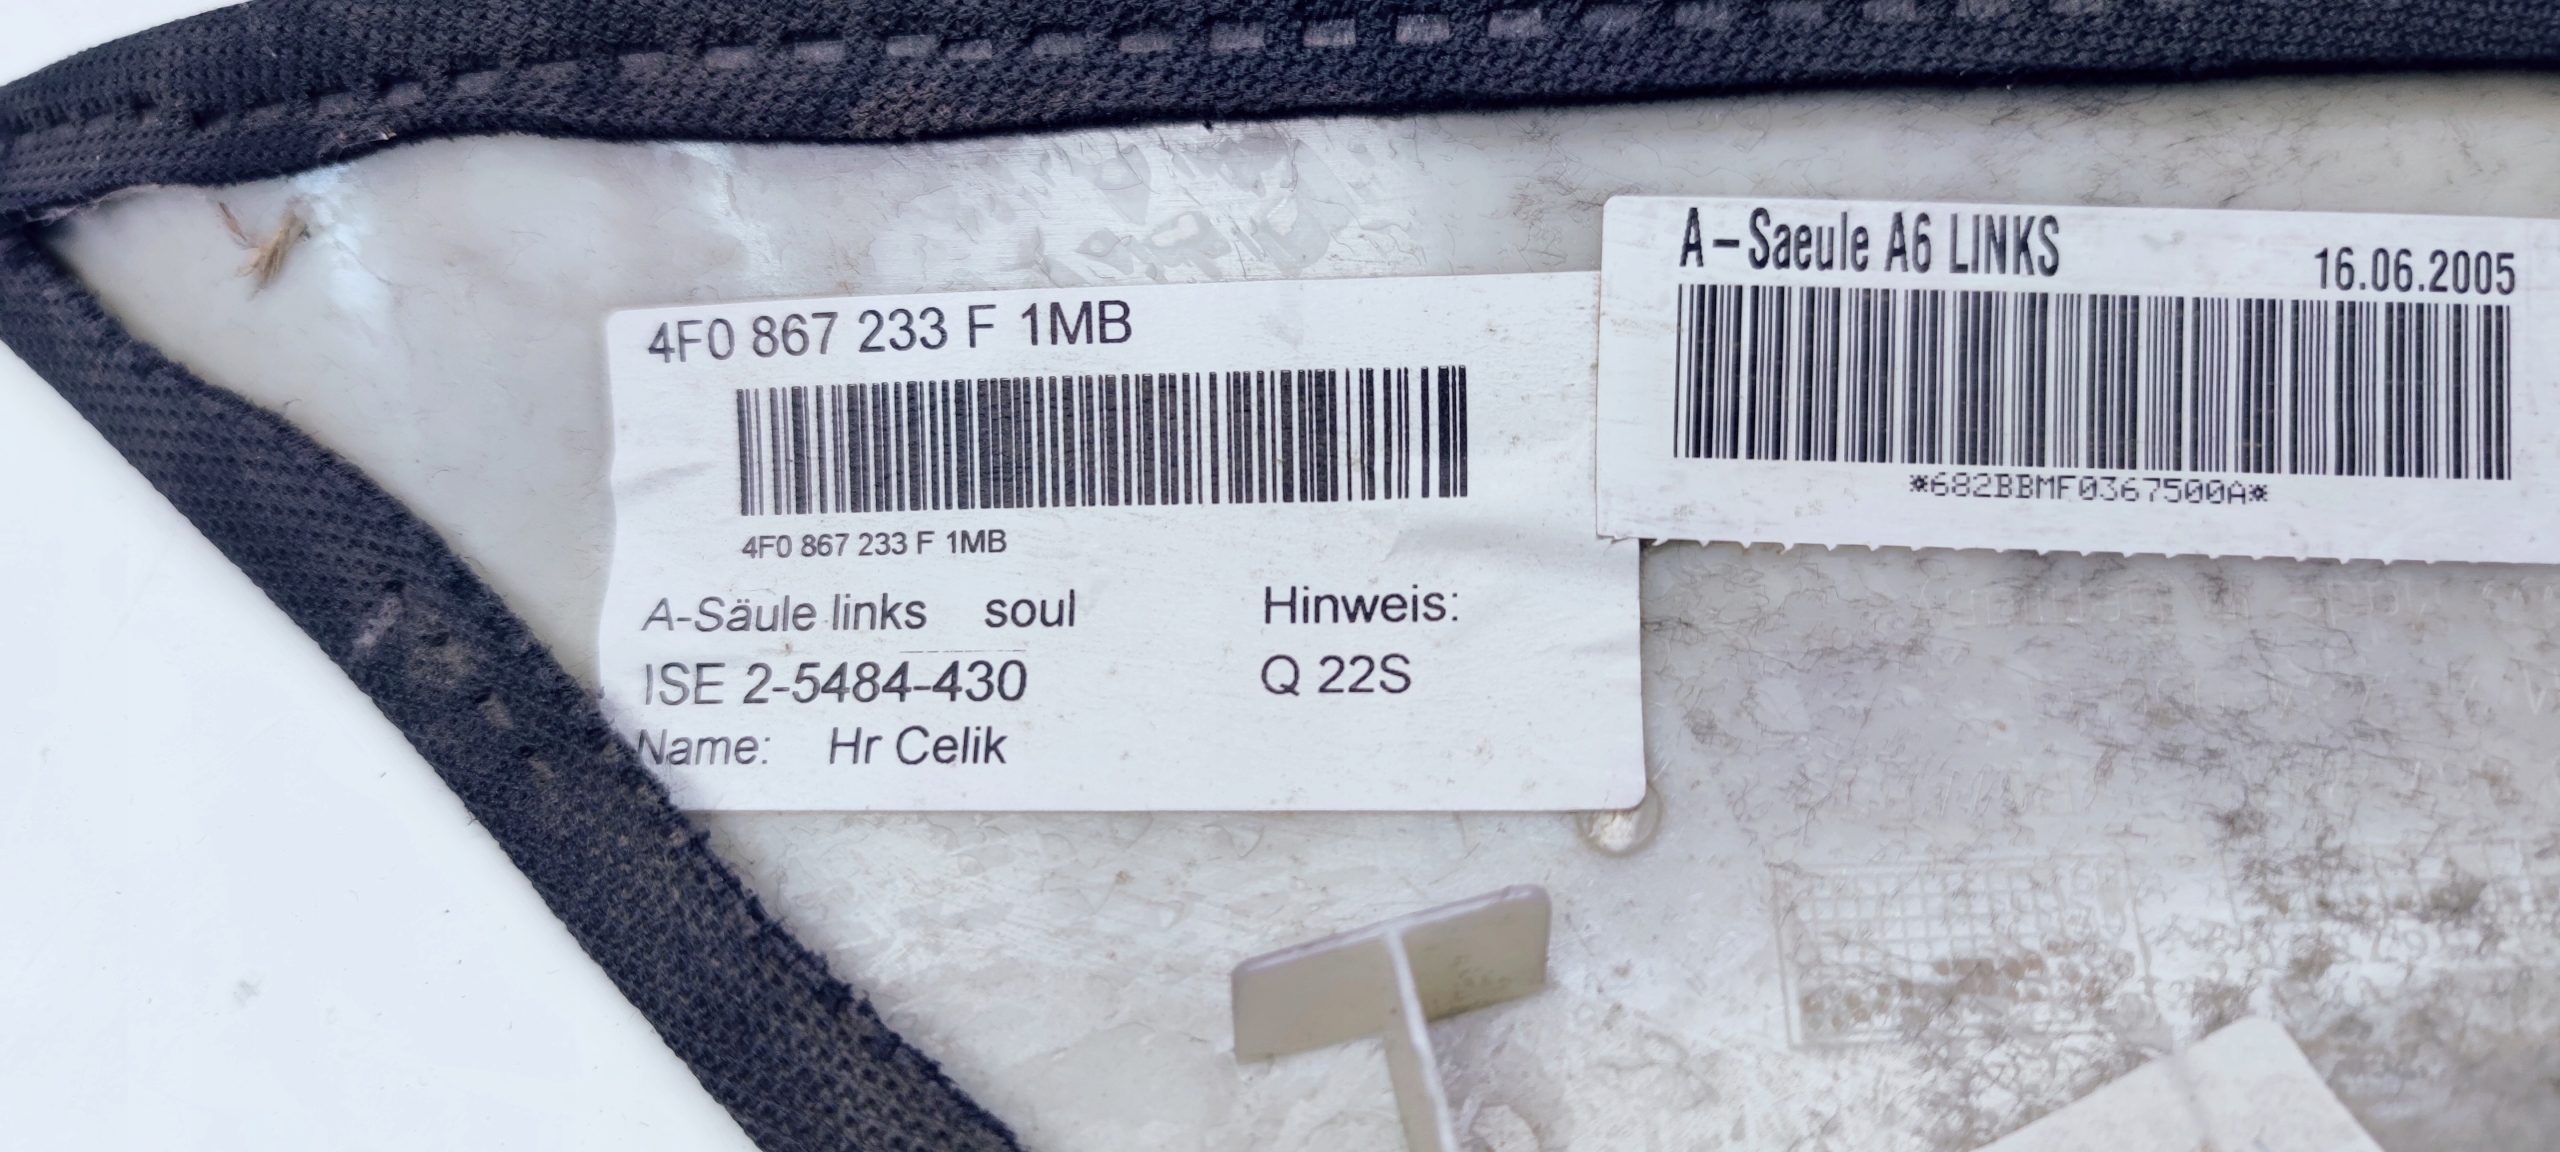 A-Saeule A6 LINKS
16.06.2005
*682BBMF0367500A*
4F0 867 233 F 1MB
4F0 867 233 F 1MB
A-Säule links soul
Hinweis:
ISE 2-5484-430
Q 22S
Name: Hr Celik